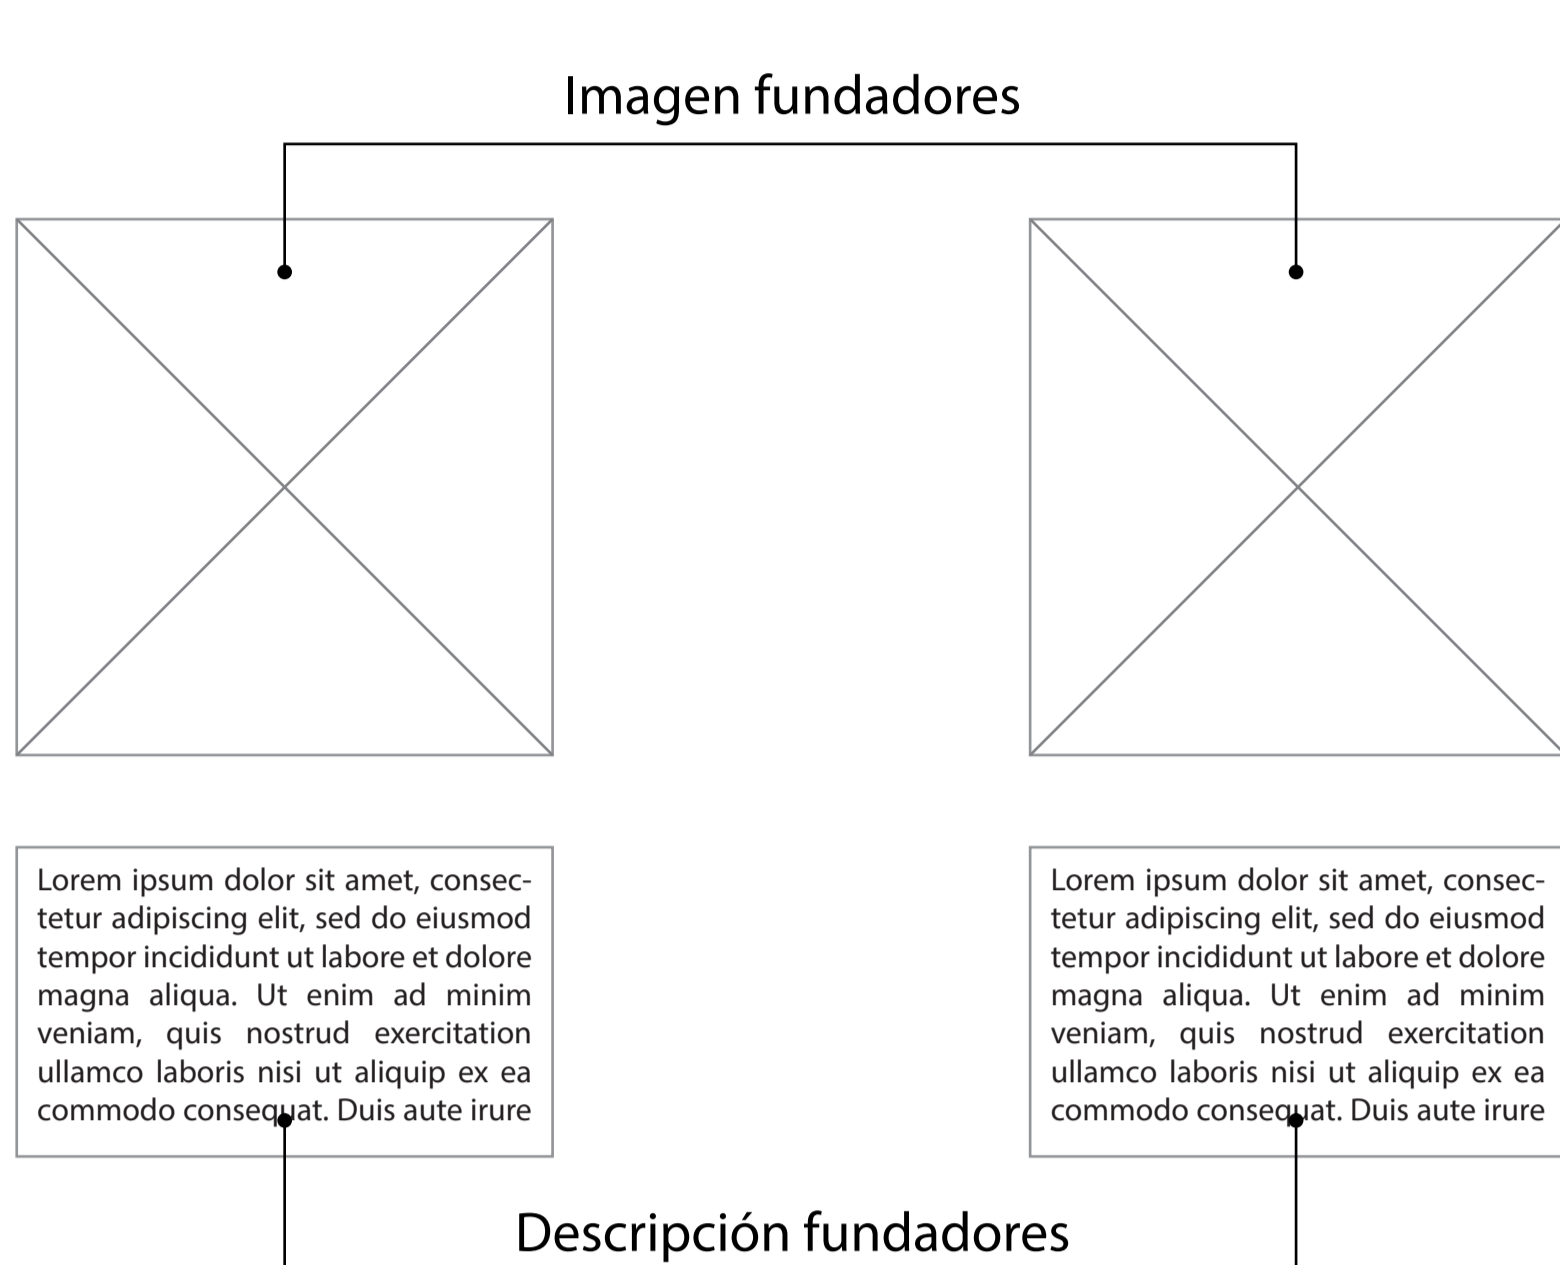 Imagen fundadores
Lorem ipsum dolor sit amet, consec-
tetur adipiscing elit, sed do eiusmod
tempor incididunt ut labore et dolore
magna aliqua. Ut enim ad minim
veniam, quis nostrud exercitation
ullamco laboris nisi ut aliquip ex ea
commodo consequat. Duis aute irure
Lorem ipsum dolor sit amet, consec-
tetur adipiscing elit, sed do eiusmod
tempor incididunt ut labore et dolore
magna aliqua. Ut enim ad minim
veniam, quis nostrud exercitation
ullamco laboris nisi ut aliquip ex ea
commodo consequat. Duis aute irure
Descripción fundadores